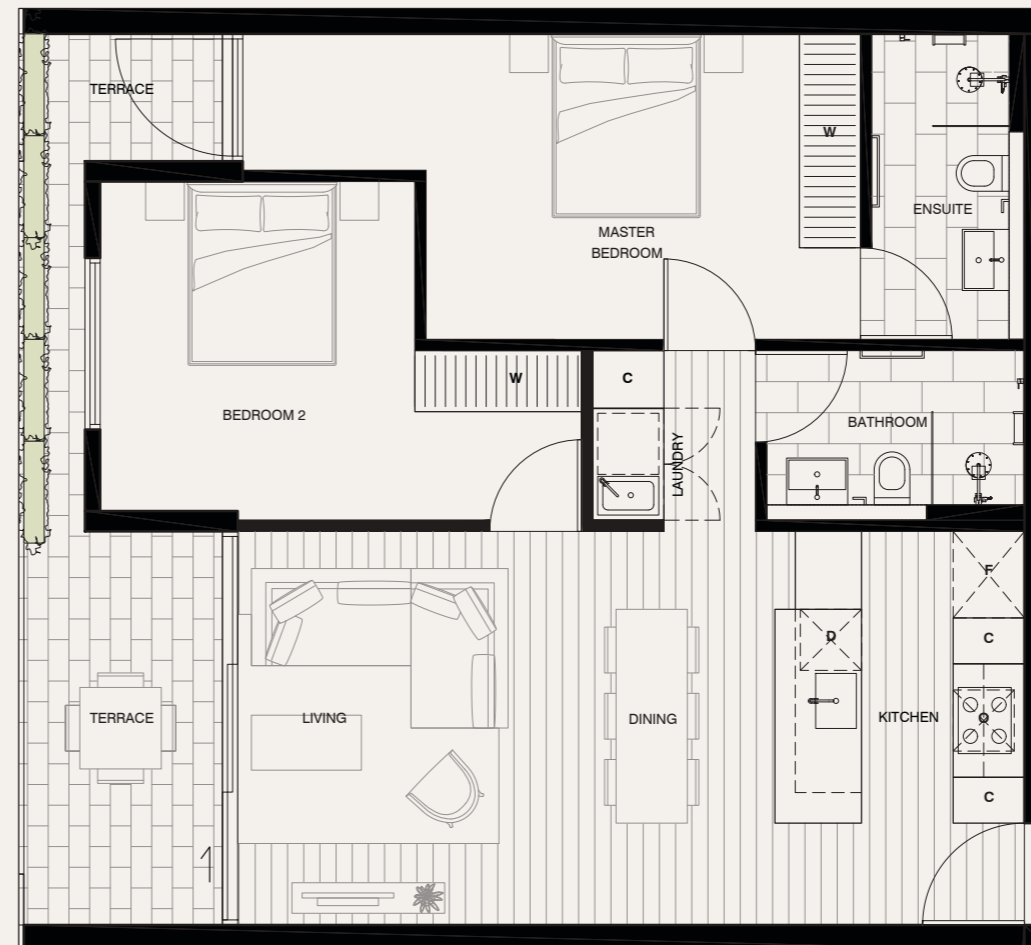 TERRACE
W
ENSUITE
MASTER
BEDROOM
W
C
BEDROOM 2
BATHROOM
LAUNDRY
F
D
C
TERRACE
LIVING
DINING
KITCHEN
O
C